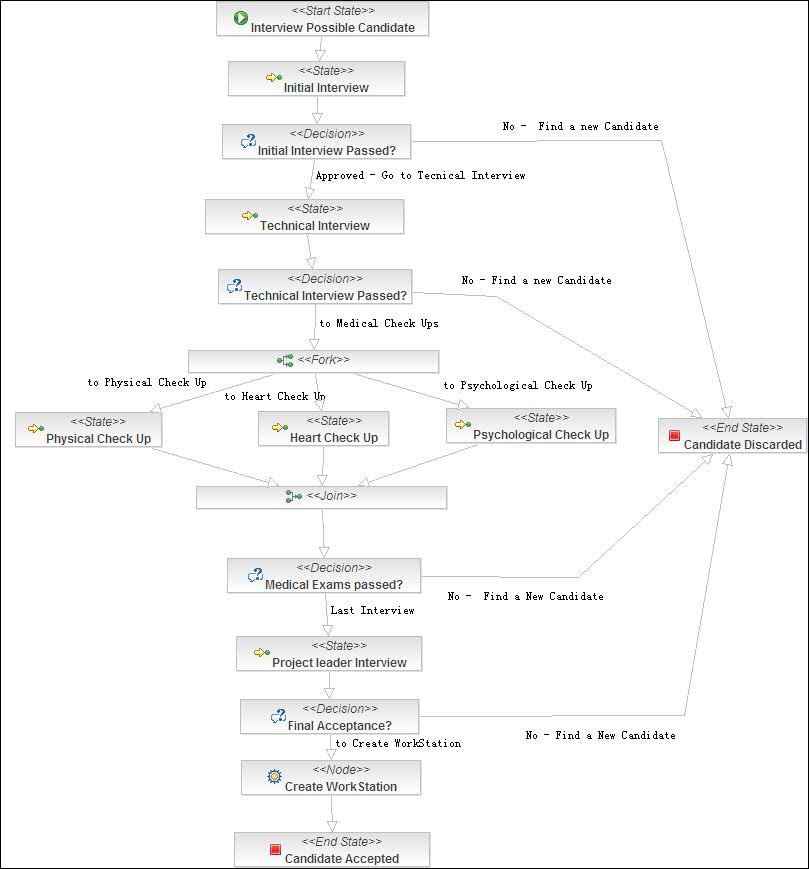 <<Start State>>
Interview Possible Candidate
<<State>>
Initial Interview
<<Decision>>
Initial Interview Passed?
No - Find a new Candidate
Approved - Go to Tecnical Interview
<<State>>
Technical Interview
<<Decision>>
Technical Interview Passed?
No - Find a new Candidate
to Medical Check Ups
<<Fork>>
to Physical Check Up
to Heart Check Up
to Psychological Check Up
<<State>>
Physical Check Up
<<State>>
Heart Check Up
<<State>>
Psychological Check Up
<<End State>>
Candidate Discarded
<<Join>>
<<Decision>>
Medical Exams passed?
No - Find a New Candidate
Last Interview
<<State>>
Project leader Interview
<<Decision>>
Final Acceptance?
No - Find a New Candidate
to Create WorkStation
<<Node>>
Create WorkStation
<<End State>>
Candidate Accepted